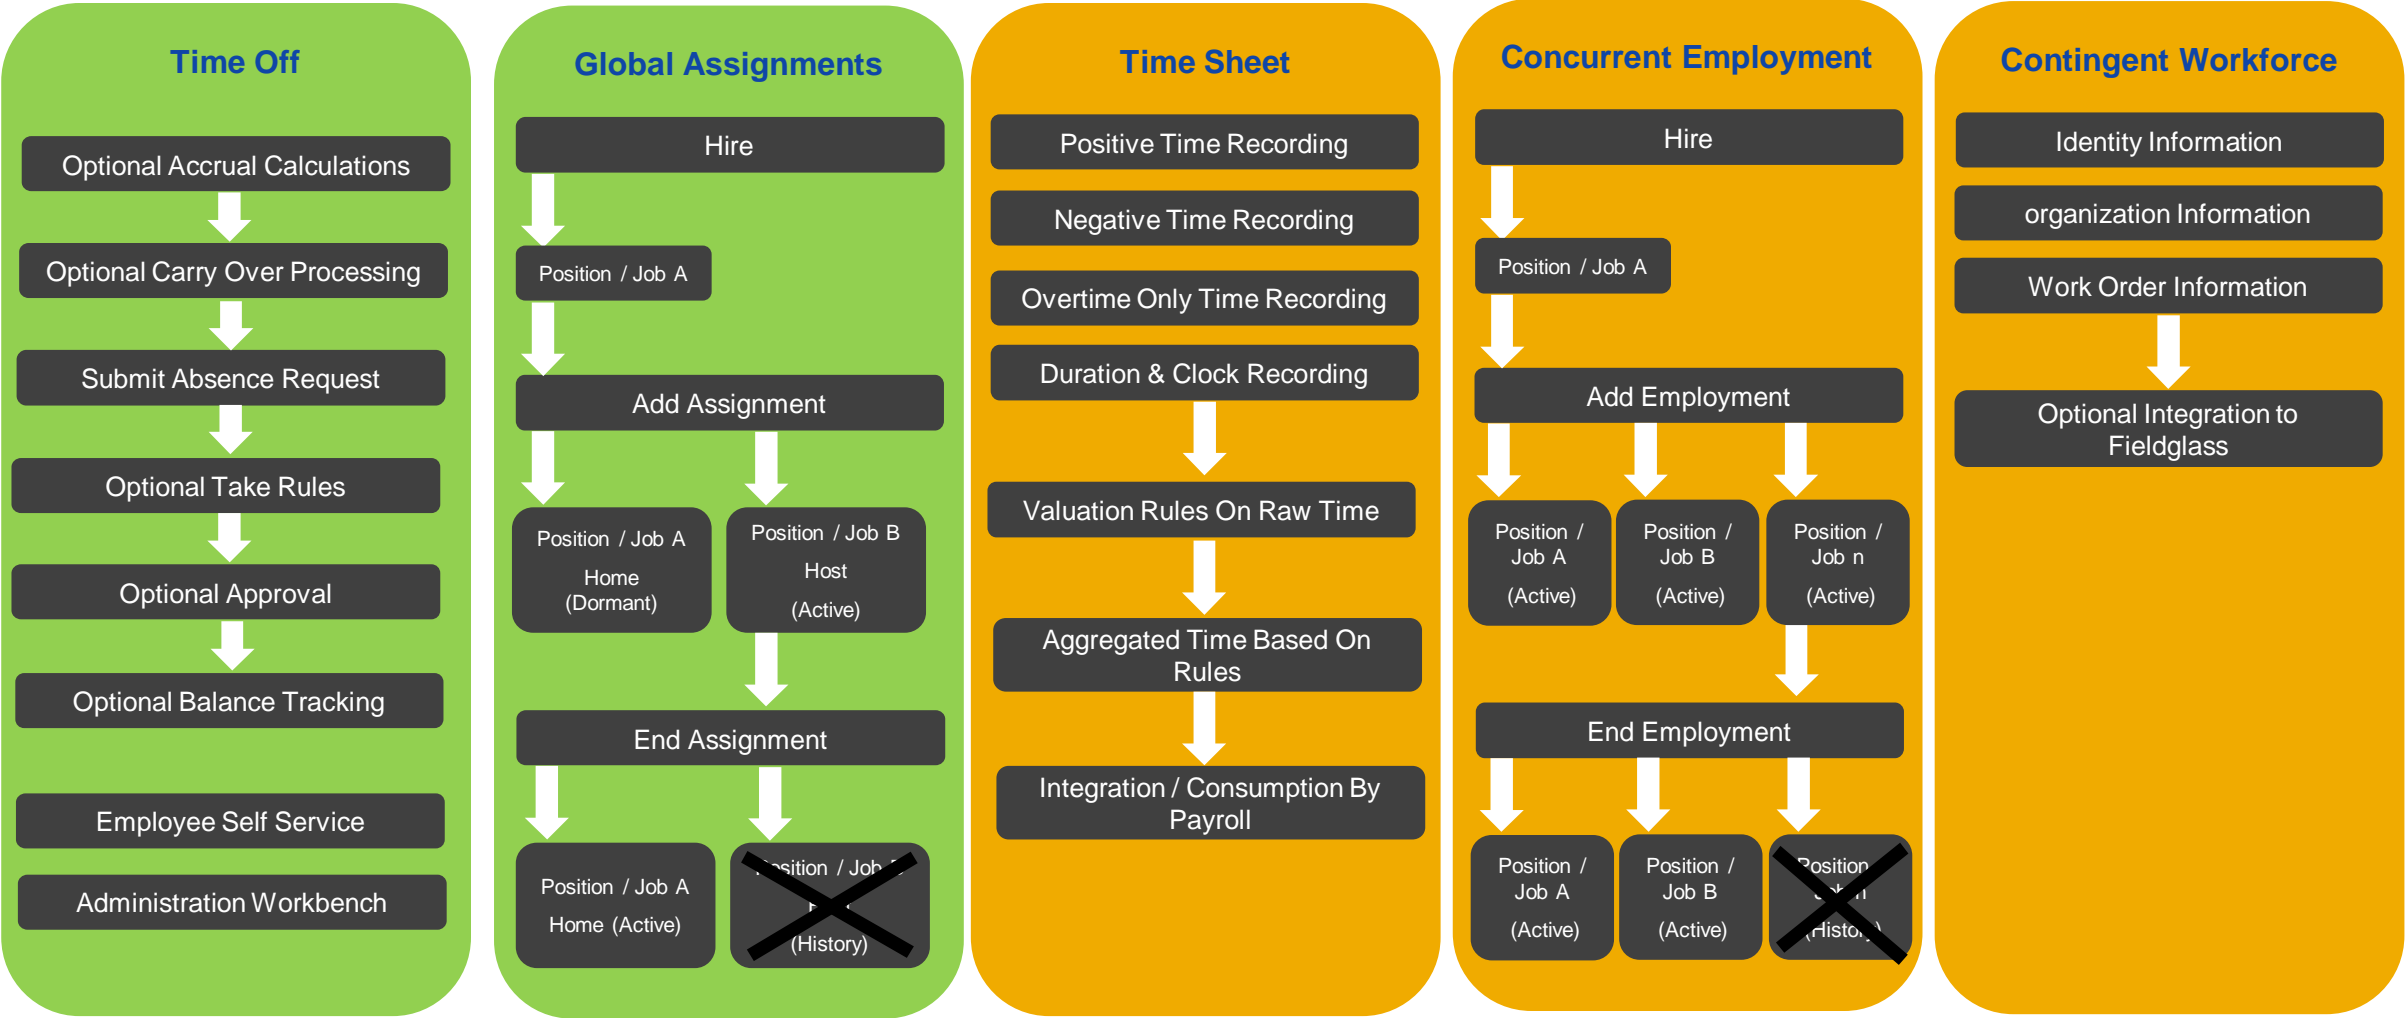 Time Off
Optional Accrual Calculations
Optional Carry Over Processing
Submit Absence Request
Optional Take Rules
Optional Approval
Optional Balance Tracking
Employee Self Service
Administration Workbench
Global Assignments
Hire
Position / Job A
Add Assignment
Position / Job A
Home
(Dormant)
Position / Job B
Host
(Active)
End Assignment
Position / Job A
Home (Active)
Position / Job
(History)
Time Sheet
Positive Time Recording
Negative Time Recording
Overtime Only Time Recording
Duration & Clock Recording
Valuation Rules On Raw Time
Aggregated Time Based On
Rules
Integration / Consumption By
Payroll
Concurrent Employment
Hire
Position / Job A
Add Employment
Position /
Job A
(Active)
Position /
Job B
(Active)
Position /
Job n
(Active)
End Employment
Position /
Job A
(Active)
Position /
Job B
(Active)
Position
(History)
Contingent Workforce
Identity Information
organization Information
Work Order Information
Optional Integration to
Fieldglass